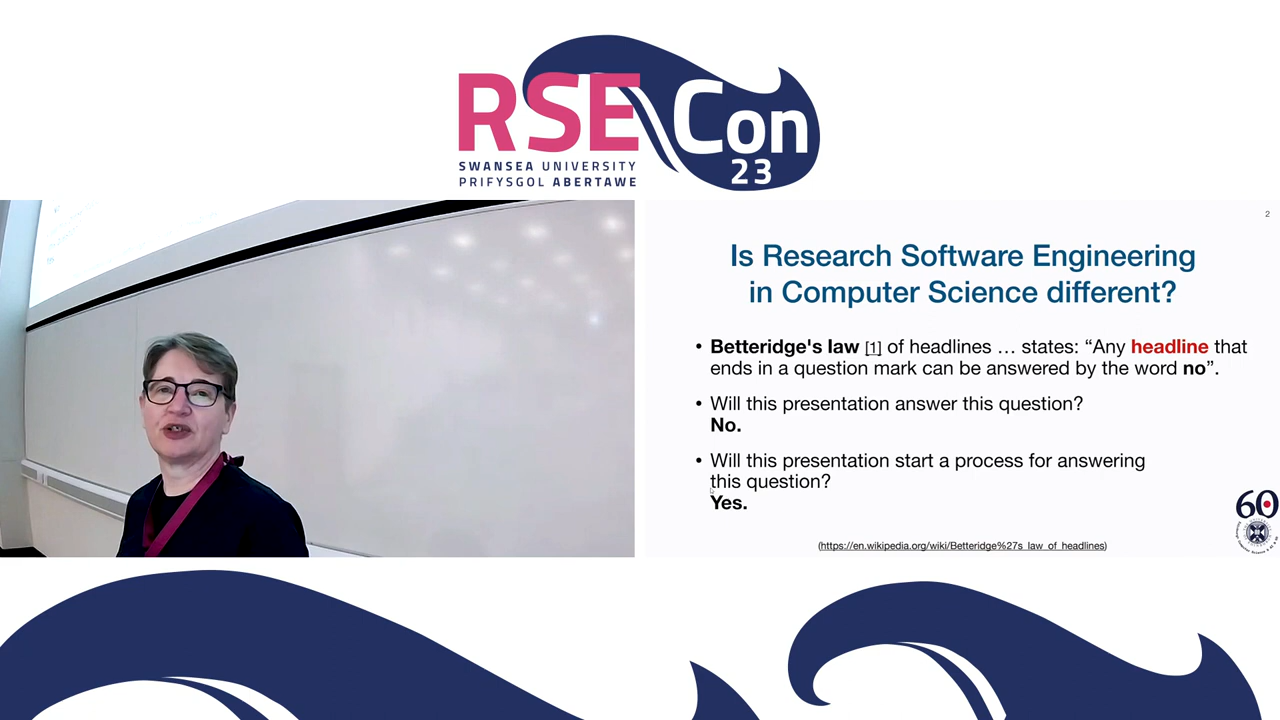 RSE Con
23
SWANSEA UNIVERSITY
PRIFYSGOL ABERTAWE
2
Is Research Software Engineering
in Computer Science different?
• Betteridge's law [1] of headlines … states: “Any headline that
ends in a question mark can be answered by the word no”.
• Will this presentation answer this question?
No.
• Will this presentation start a process for answering
this question?
Yes.
(https://en.wikipedia.org/wiki/Betteridge%27s_law_of_headlines)
60